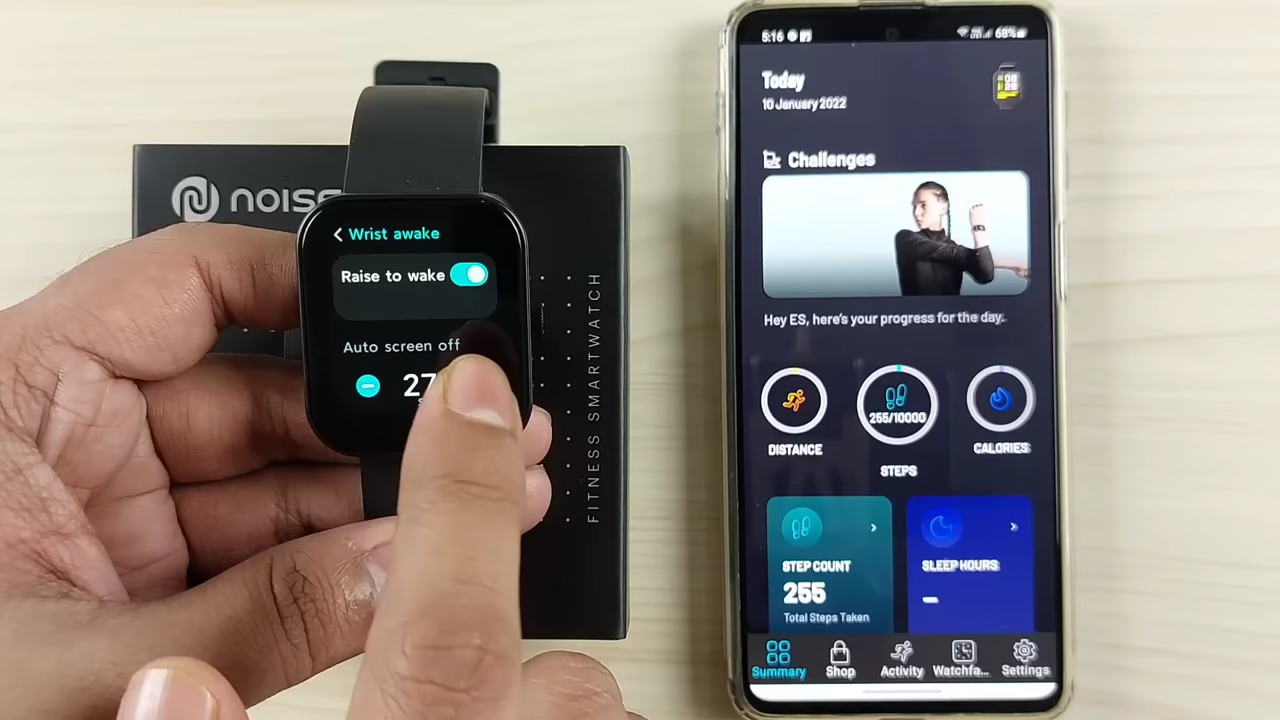 noise
FITNESS SMARTWATCH
Wrist awake
Raise to wake
Auto screen off
27
5:16
68%
Today
10 January 2022
Challenges
Hey ES, here's your progress for the day.
255/10000
DISTANCE
STEPS
CALORIES
STEP COUNT
255
Total Steps Taken
SLEEP HOURS
Summary
Shop
Activity
Watchfa...
Settings